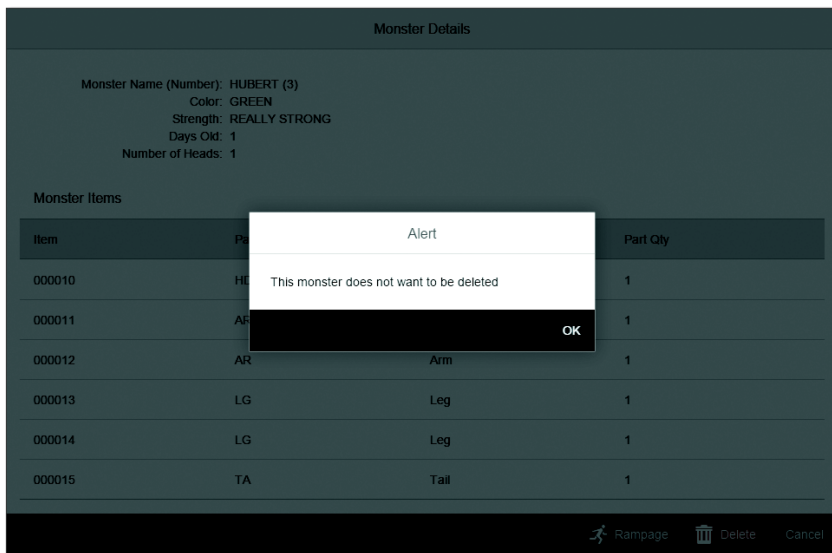 Monster Details
Monster Name (Number): HUBERT (3)
Color: GREEN
Strength: REALLY STRONG
Days Old: 1
Number of Heads: 1
Monster Items
Item Pa Part Qty
000010 HD 1
000011 AR 1
000012 AR Arm 1
000013 LG Leg 1
000014 LG Leg 1
000015 TA Tail 1
Alert
This monster does not want to be deleted
OK
Rampage Delete Cancel